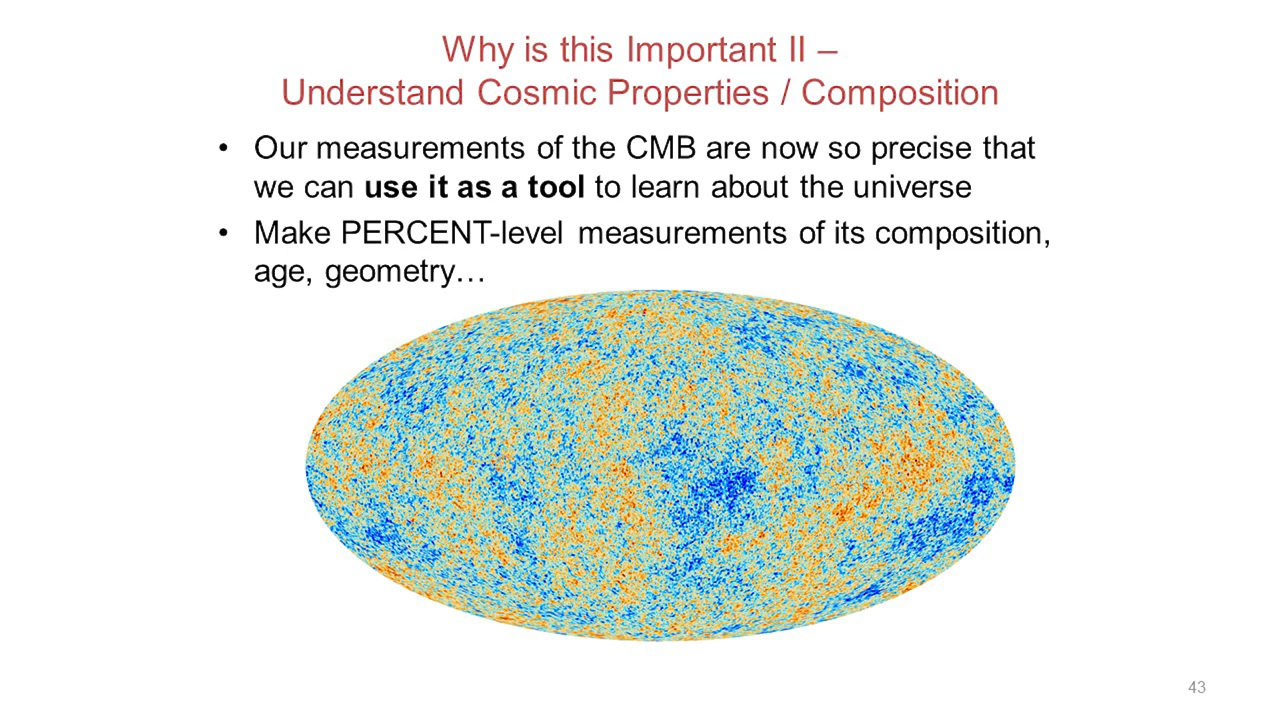 Why is this Important II –
Understand Cosmic Properties / Composition
• Our measurements of the CMB are now so precise that
we can use it as a tool to learn about the universe
• Make PERCENT-level measurements of its composition,
age, geometry…
43